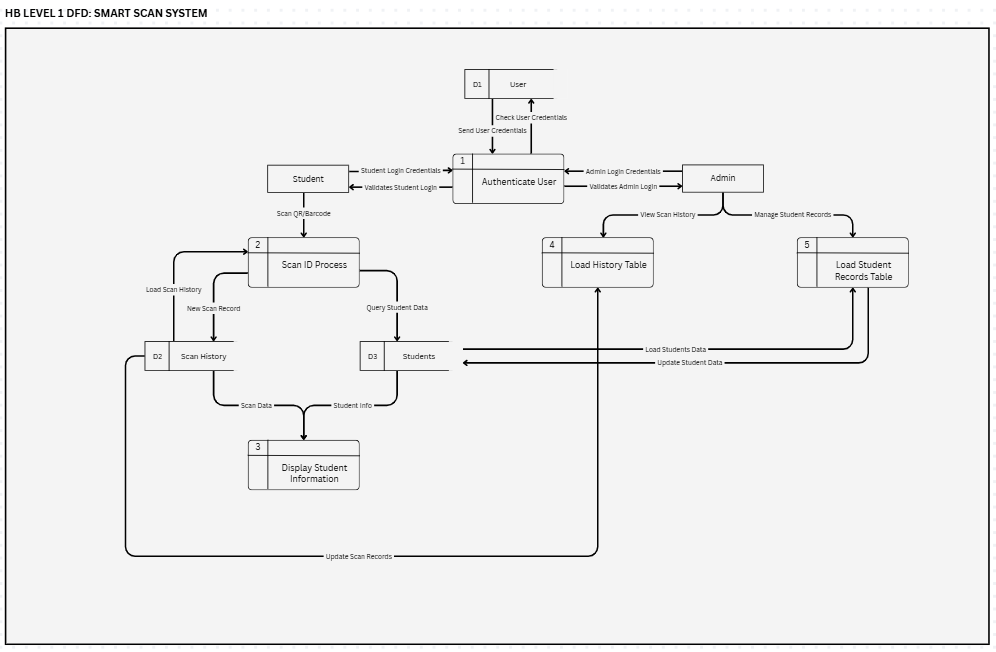 HB LEVEL 1 DFD: SMART SCAN SYSTEM
D1
User
Check User Credentials
Send User Credentials
1
Authenticate User
Student
Student Login Credentials
Validates Student Login
Admin Login Credentials
Validates Admin Login
Admin
Scan QR/Barcode
View Scan History
Manage Student Records
2
Scan ID Process
4
Load History Table
5
Load Student
Records Table
Load Scan History
New Scan Record
Query Student Data
D2
Scan History
D3
Students
Load Students Data
Update Student Data
Scan Data
Student Info
3
Display Student
Information
Update Scan Records